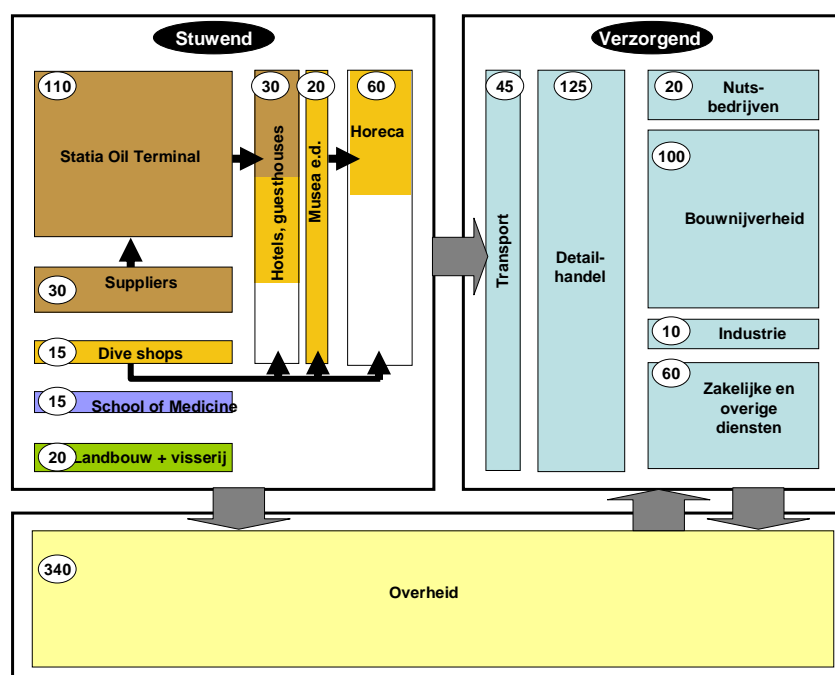 Stuwend
110
Statia Oil Terminal
30
Suppliers
15
Dive shops
15
School of Medicine
20
Landbouw + visserij
30
Hotels, guesthouses
20
Musea e.d.
60
Horeca
Verzorgend
45
Transport
125
Detail-
handel
20
Nuts-
bedrijven
100
Bouwnijverheid
10
Industrie
60
Zakelijke en
overige
diensten
340
Overheid